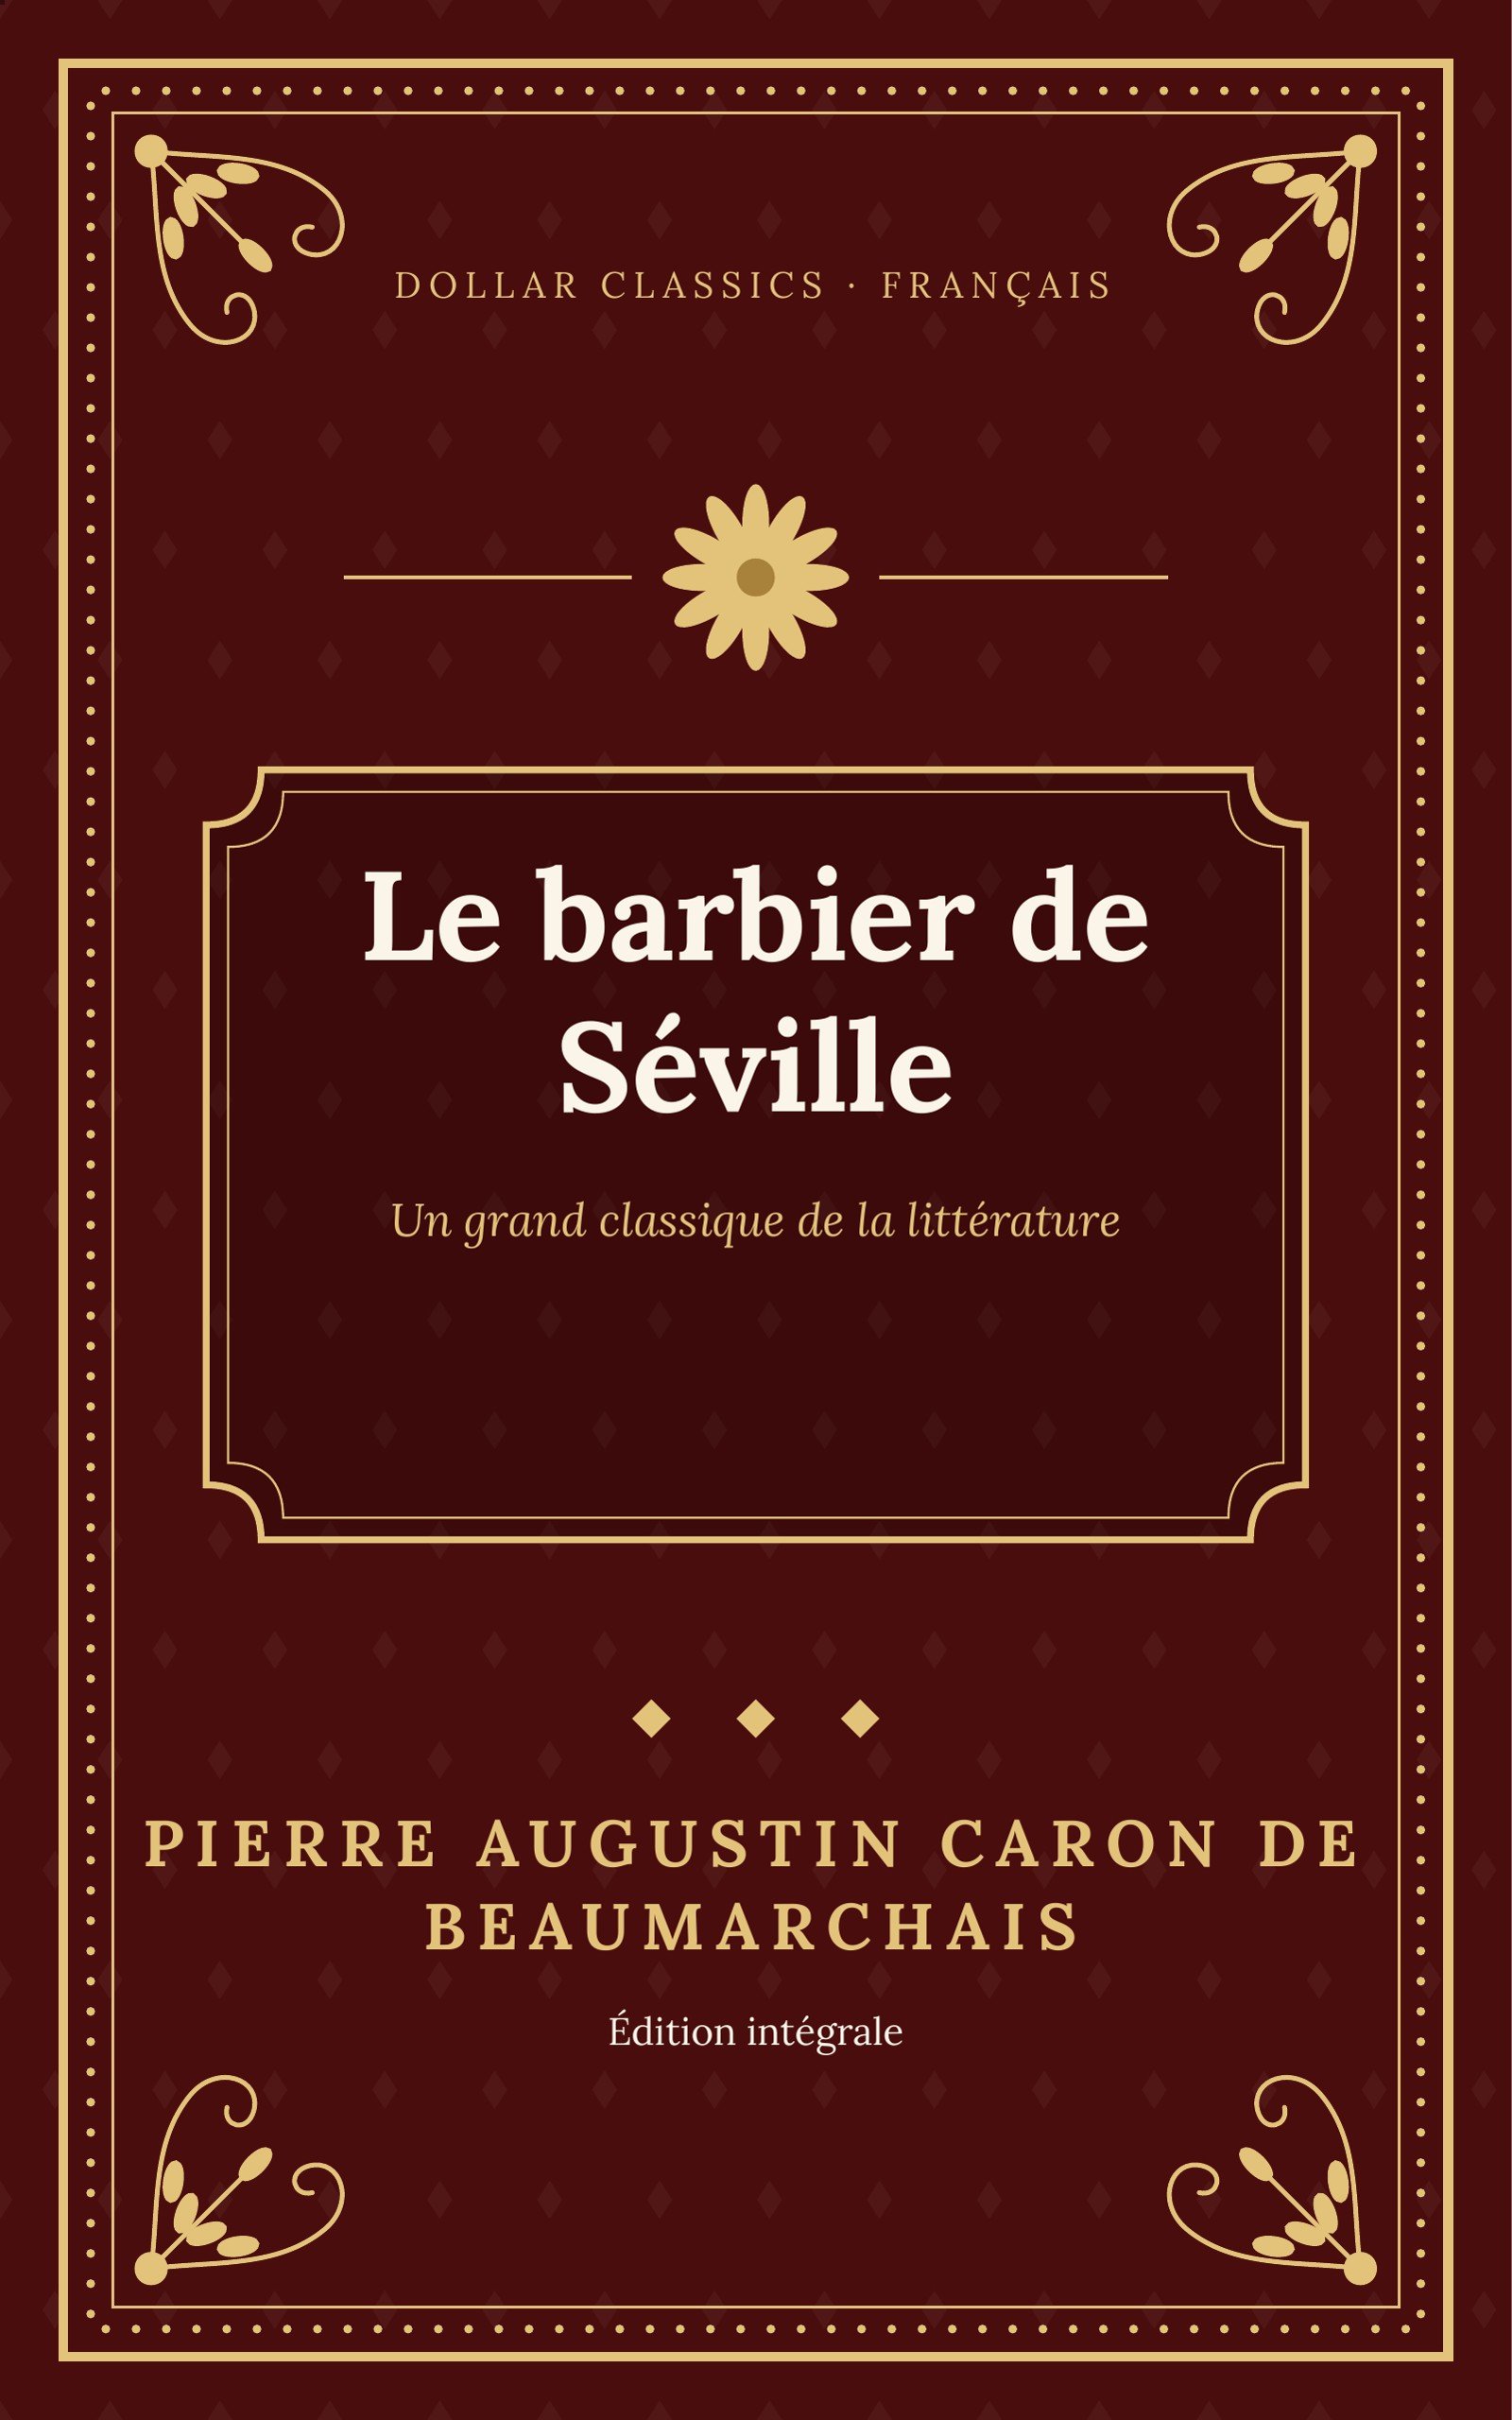 DOLLAR CLASSICS · FRANÇAIS
Le barbier de
Séville
Un grand classique de la littérature
PIERRE AUGUSTIN CARON DE
BEAUMARCHAIS
Édition intégrale